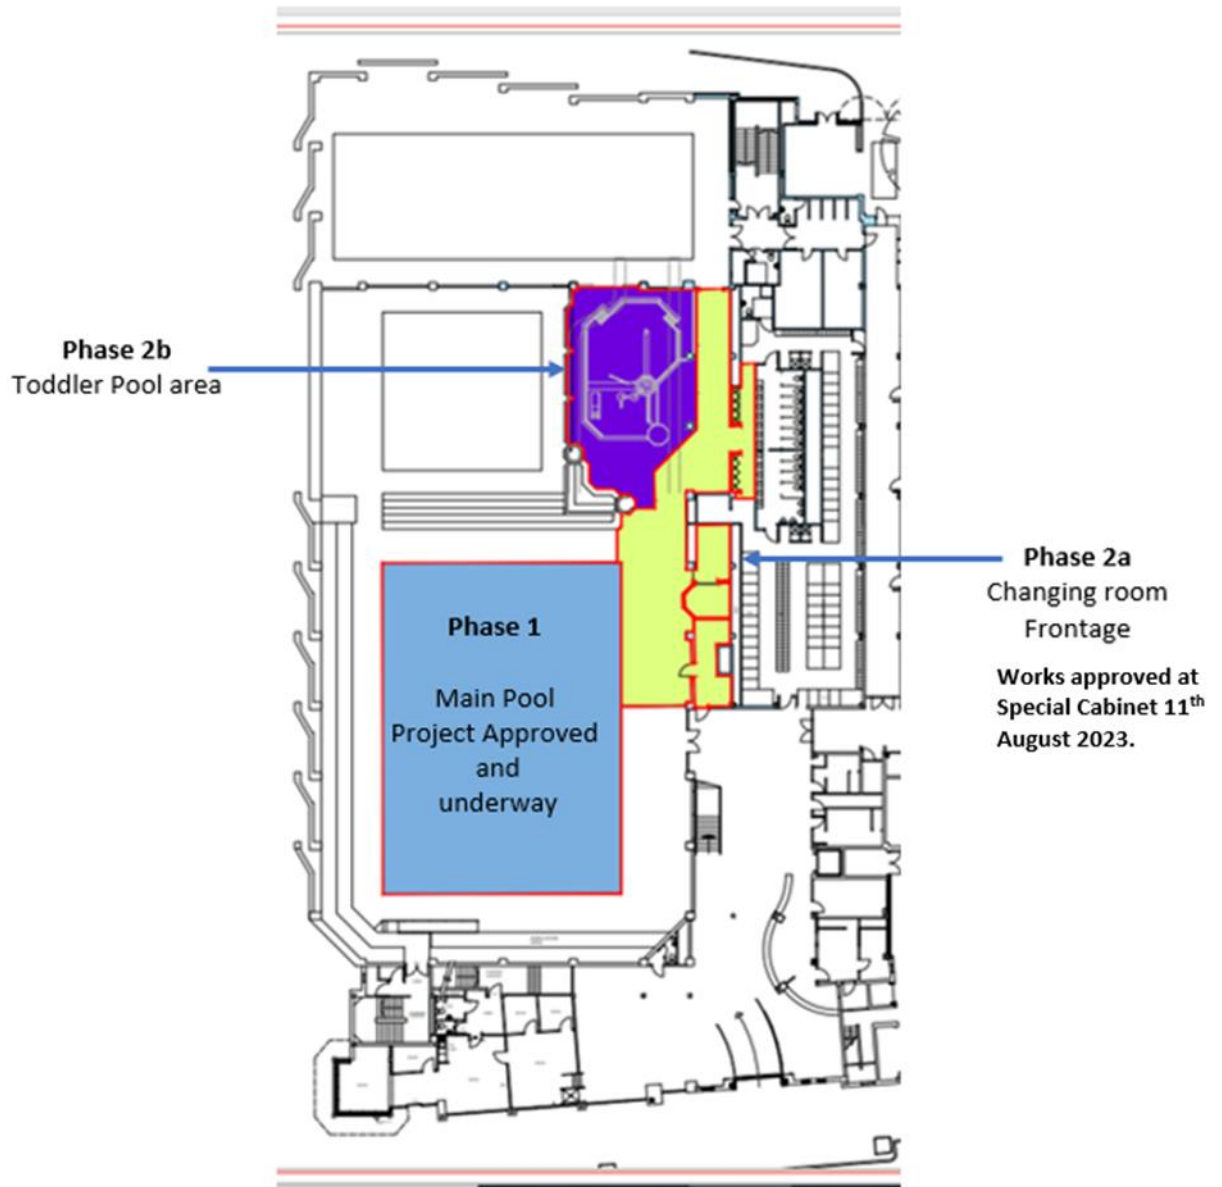 Phase 2b
Toddler Pool area
Phase 1
Main Pool
Project Approved
and
underway
Phase 2a
Changing room
Frontage
Works approved at
Special Cabinet 11th
August 2023.